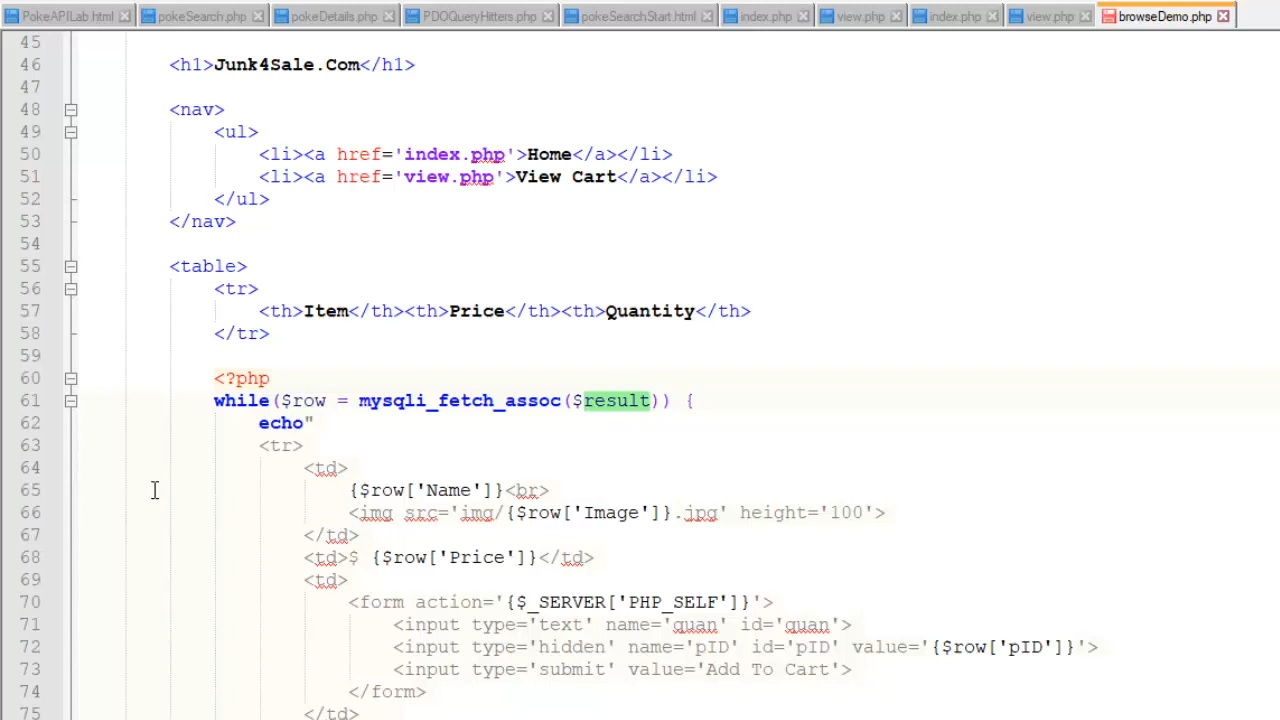 PokeAPILab.html pokeSearch.php pokeDetails.php PDOQueryHitters.php pokeSearchStart.html index.php view.php index.php view.php browseDemo.php
45
46 <h1>Junk4Sale.Com</h1>
47
48 <nav>
49 <ul>
50 <li><a href='index.php'>Home</a></li>
51 <li><a href='view.php'>View Cart</a></li>
52 </ul>
53 </nav>
54
55 <table>
56 <tr>
57 <th>Item</th><th>Price</th><th>Quantity</th>
58 </tr>
59
60 <?php
61 while($row = mysqli_fetch_assoc($result)) {
62 echo"
63 <tr>
64 <td>
65 {$row['Name']}<br>
66 <img src='img/{$row['Image']}.jpg' height='100'>
67 </td>
68 <td>$ {$row['Price']}</td>
69 <td>
70 <form action='{$_SERVER['PHP_SELF']}'>
71 <input type='text' name='quan' id='quan'>
72 <input type='hidden' name='pID' id='pID' value='{$row['pID']}'>
73 <input type='submit' value='Add To Cart'>
74 </form>
75 </td>